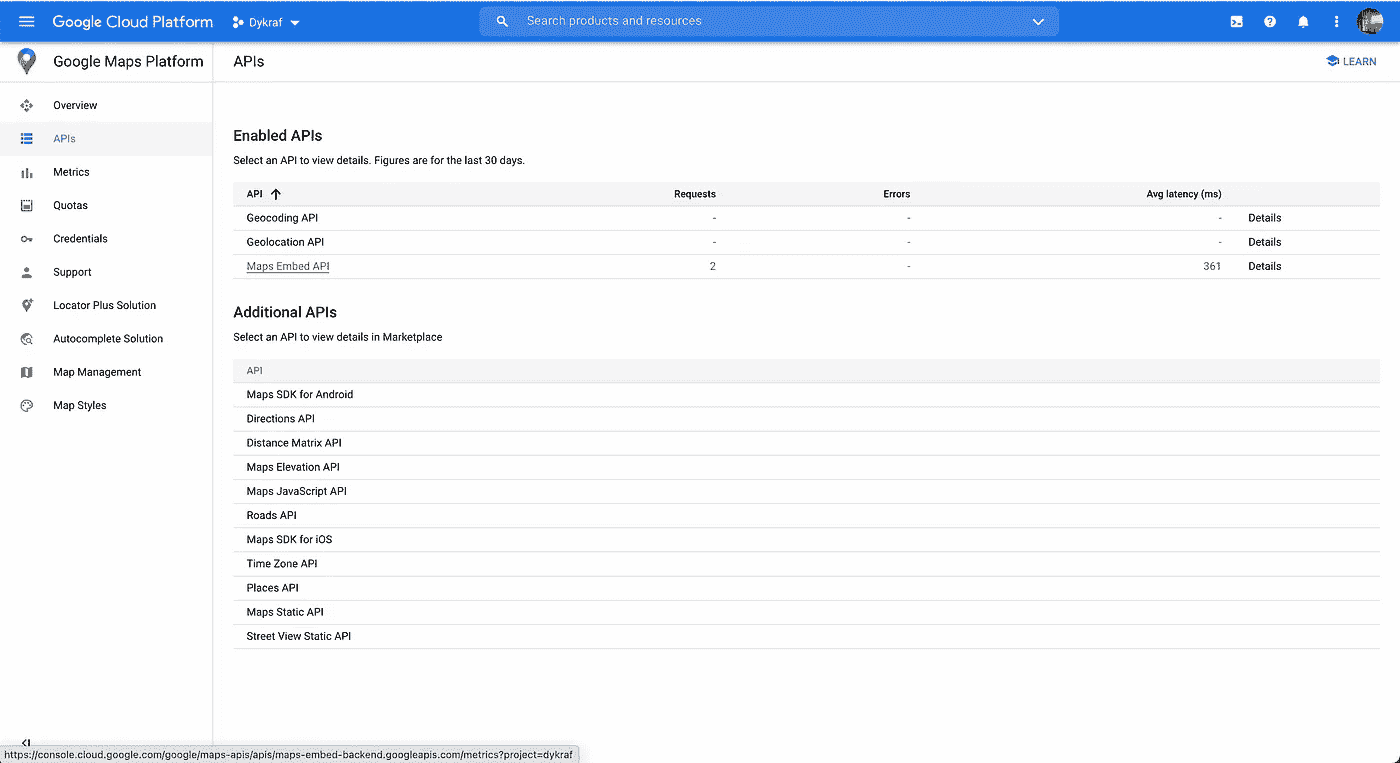 Google Cloud Platform Dykraf Search products and resources
Google Maps Platform APIs LEARN
Overview
APIs
Metrics
Quotas
Credentials
Support
Locator Plus Solution
Autocomplete Solution
Map Management
Map Styles
Enabled APIs
Select an API to view details. Figures are for the last 30 days.
API Requests Errors Avg latency (ms)
Geocoding API - - - Details
Geolocation API - - - Details
Maps Embed API 2 - 361 Details
Additional APIs
Select an API to view details in Marketplace
API
Maps SDK for Android
Directions API
Distance Matrix API
Maps Elevation API
Maps JavaScript API
Roads API
Maps SDK for iOS
Time Zone API
Places API
Maps Static API
Street View Static API
https://console.cloud.google.com/google/maps-apis/apis/maps-embed-backend.googleapis.com/metrics?project=dykraf